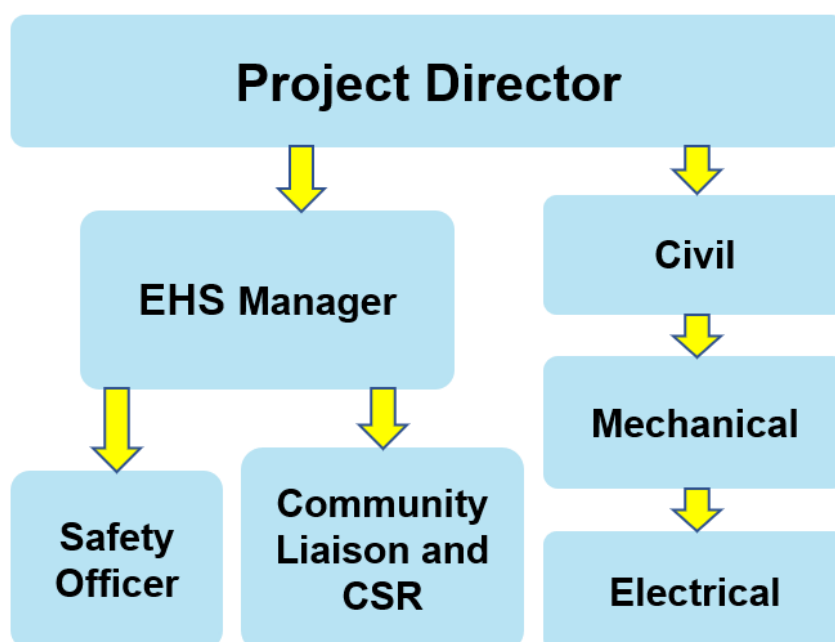 Project Director
EHS Manager
Civil
Mechanical
Safety
Officer
Community
Liaison and
CSR
Electrical